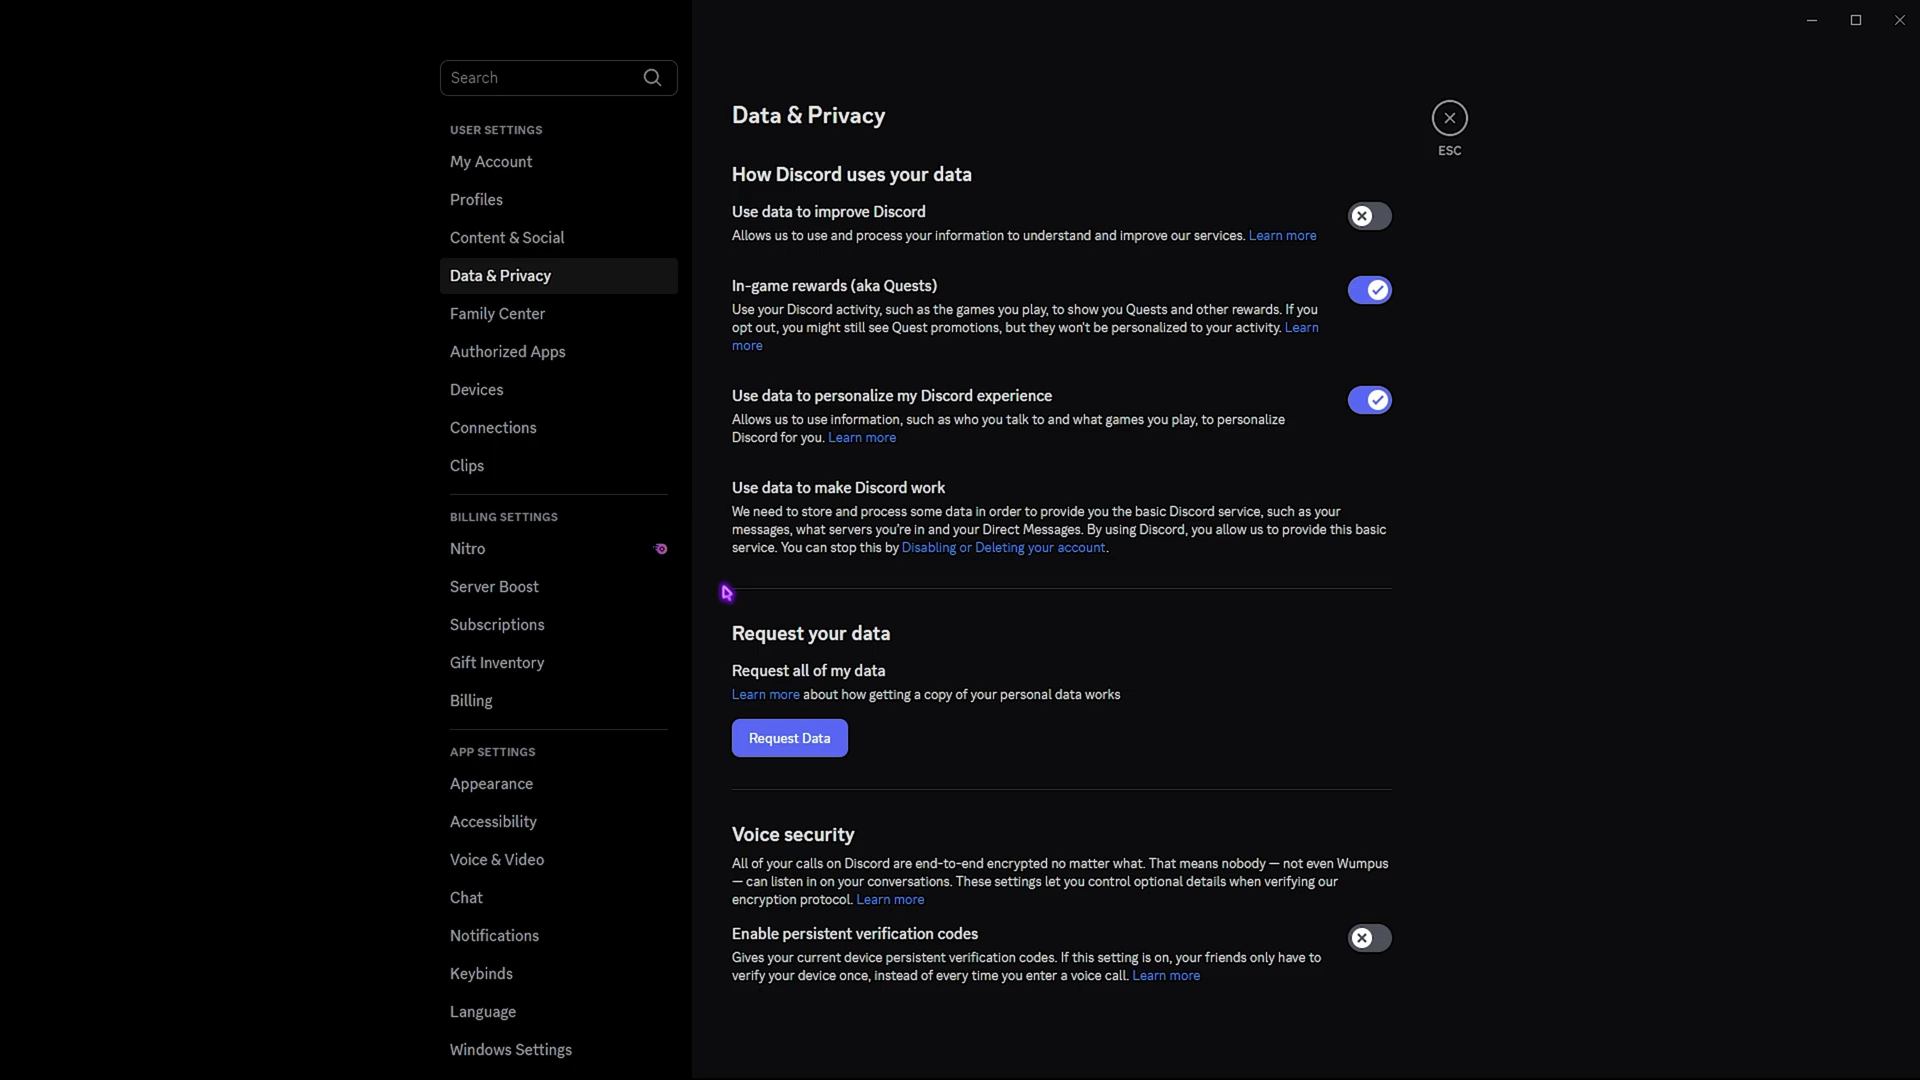 Search
USER SETTINGS
My Account
Profiles
Content & Social
Data & Privacy
Family Center
Authorized Apps
Devices
Connections
Clips
BILLING SETTINGS
Nitro
Server Boost
Subscriptions
Gift Inventory
Billing
APP SETTINGS
Appearance
Accessibility
Voice & Video
Chat
Notifications
Keybinds
Language
Windows Settings
Data & Privacy
ESC
How Discord uses your data
Use data to improve Discord
Allows us to use and process your information to understand and improve our services. Learn more
In-game rewards (aka Quests)
Use your Discord activity, such as the games you play, to show you Quests and other rewards. If you
opt out, you might still see Quest promotions, but they won't be personalized to your activity. Learn
more
Use data to personalize my Discord experience
Allows us to use information, such as who you talk to and what games you play, to personalize
Discord for you. Learn more
Use data to make Discord work
We need to store and process some data in order to provide you the basic Discord service, such as your
messages, what servers you're in and your Direct Messages. By using Discord, you allow us to provide this basic
service. You can stop this by Disabling or Deleting your account.
Request your data
Request all of my data
Learn more about how getting a copy of your personal data works
Request Data
Voice security
All of your calls on Discord are end-to-end encrypted no matter what. That means nobody — not even Wumpus
— can listen in on your conversations. These settings let you control optional details when verifying our
encryption protocol. Learn more
Enable persistent verification codes
Gives your current device persistent verification codes. If this setting is on, your friends only have to
verify your device once, instead of every time you enter a voice call. Learn more